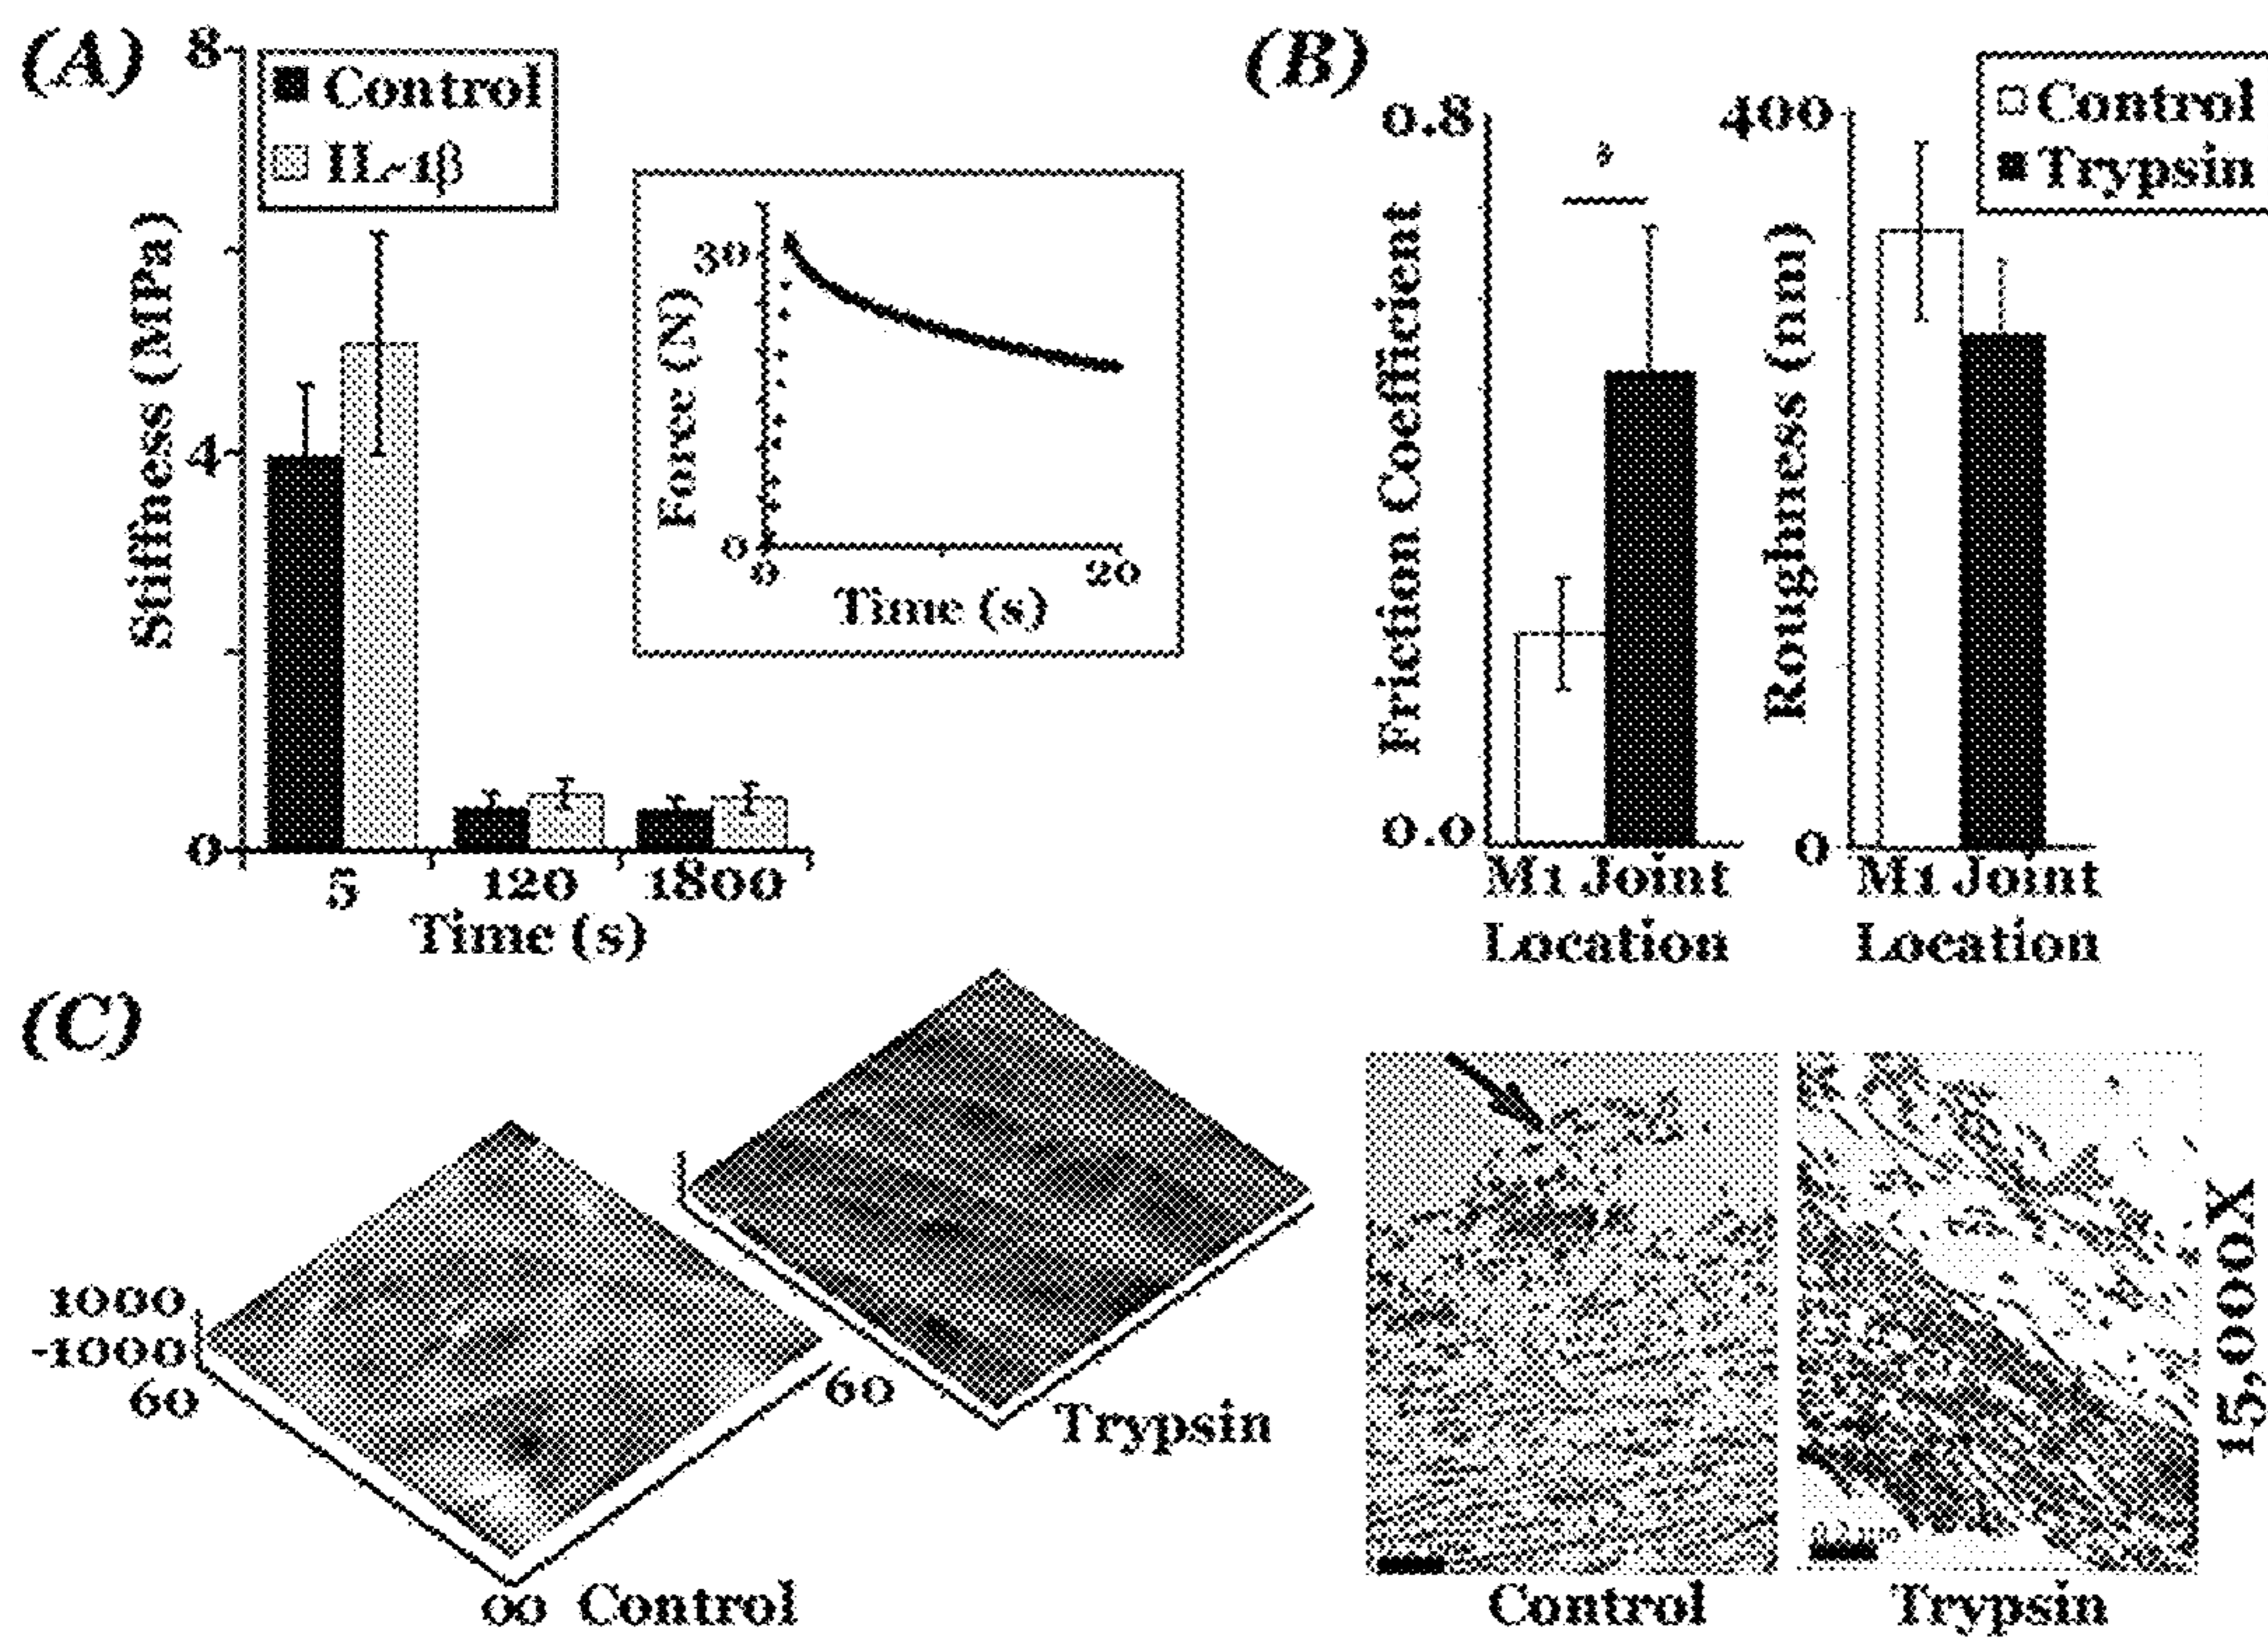 (A)
8
4
0
Stiffness (MPa)
Control
IL-1β
5 120 1800
Time (s)
30
0
Force (N)
0 20
Time (s)
(B)
0.8
0.0
Friction Coefficient
*
M1 Joint
Location
400
0
Roughness (nm)
Control
Trypsin
M1 Joint
Location
(C)
1000
-1000
60
60
00 Control
Trypsin
Control
Trypsin
15,000X